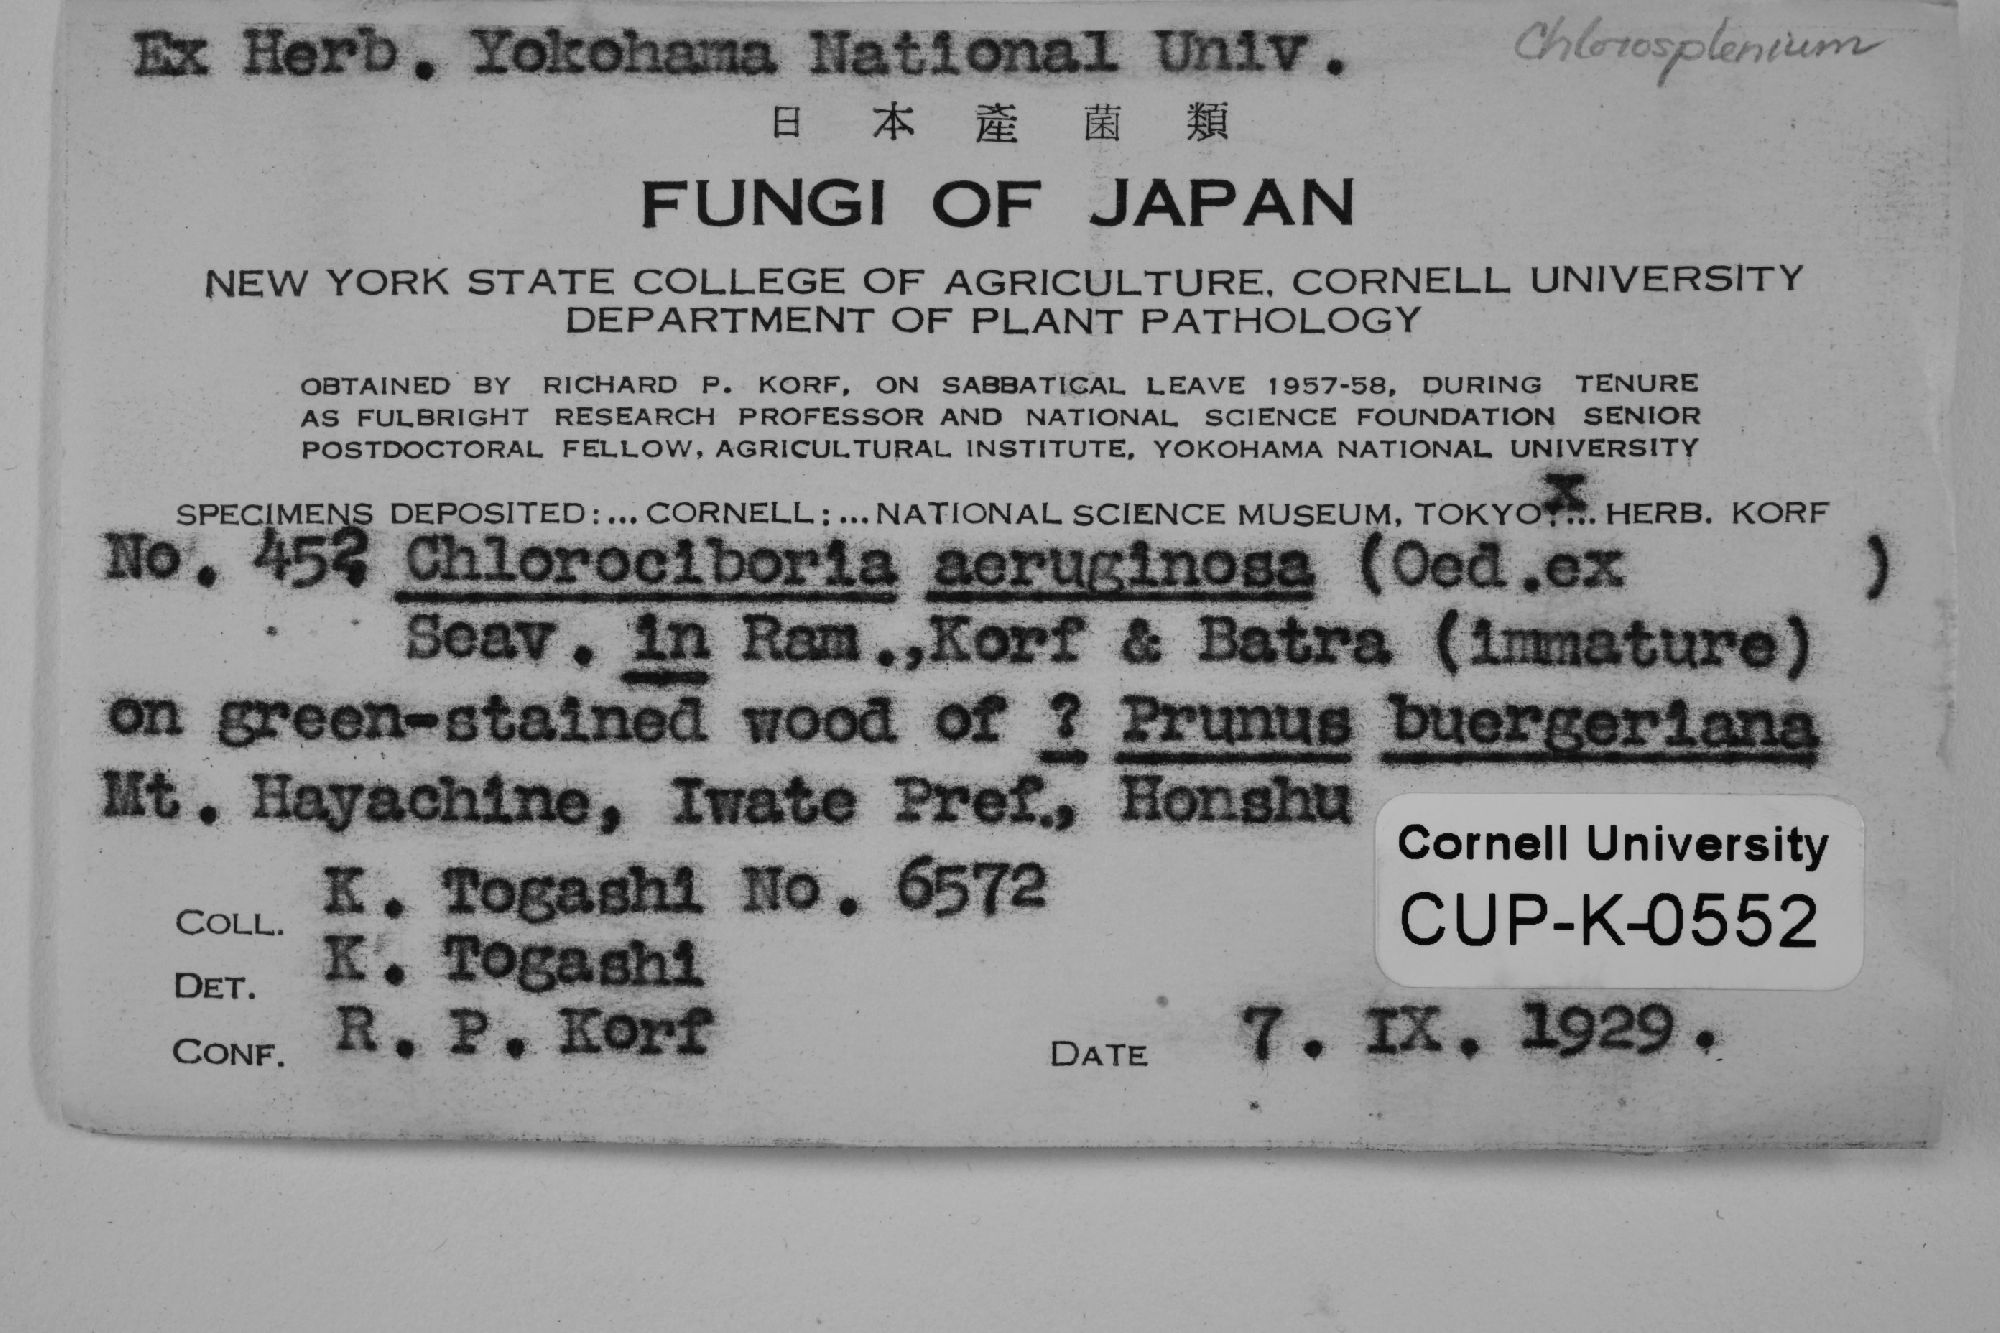 Ex Herb. Yokohama National Univ.
Chlorosplenium
日本產菌類
FUNGI OF JAPAN
NEW YORK STATE COLLEGE OF AGRICULTURE, CORNELL UNIVERSITY
DEPARTMENT OF PLANT PATHOLOGY
OBTAINED BY RICHARD P. KORF, ON SABBATICAL LEAVE 1957-58, DURING TENURE
AS FULBRIGHT RESEARCH PROFESSOR AND NATIONAL SCIENCE FOUNDATION SENIOR
POSTDOCTORAL FELLOW, AGRICULTURAL INSTITUTE, YOKOHAMA NATIONAL UNIVERSITY
SPECIMENS DEPOSITED: ... CORNELL; ... NATIONAL SCIENCE MUSEUM, TOKYO; .X. HERB. KORF
No. 452 Chlorociboria aeruginosa (Oed.ex )
Seav. in Ram.,Korf & Batra (immature)
on green-stained wood of ? Prunus buergeriana
Mt. Hayachine, Iwate Pref., Honshu
COLL. K. Togashi No. 6572
DET. K. Togashi
CONF. R. P. Korf
DATE 7. IX. 1929.
Cornell University
CUP-K-0552